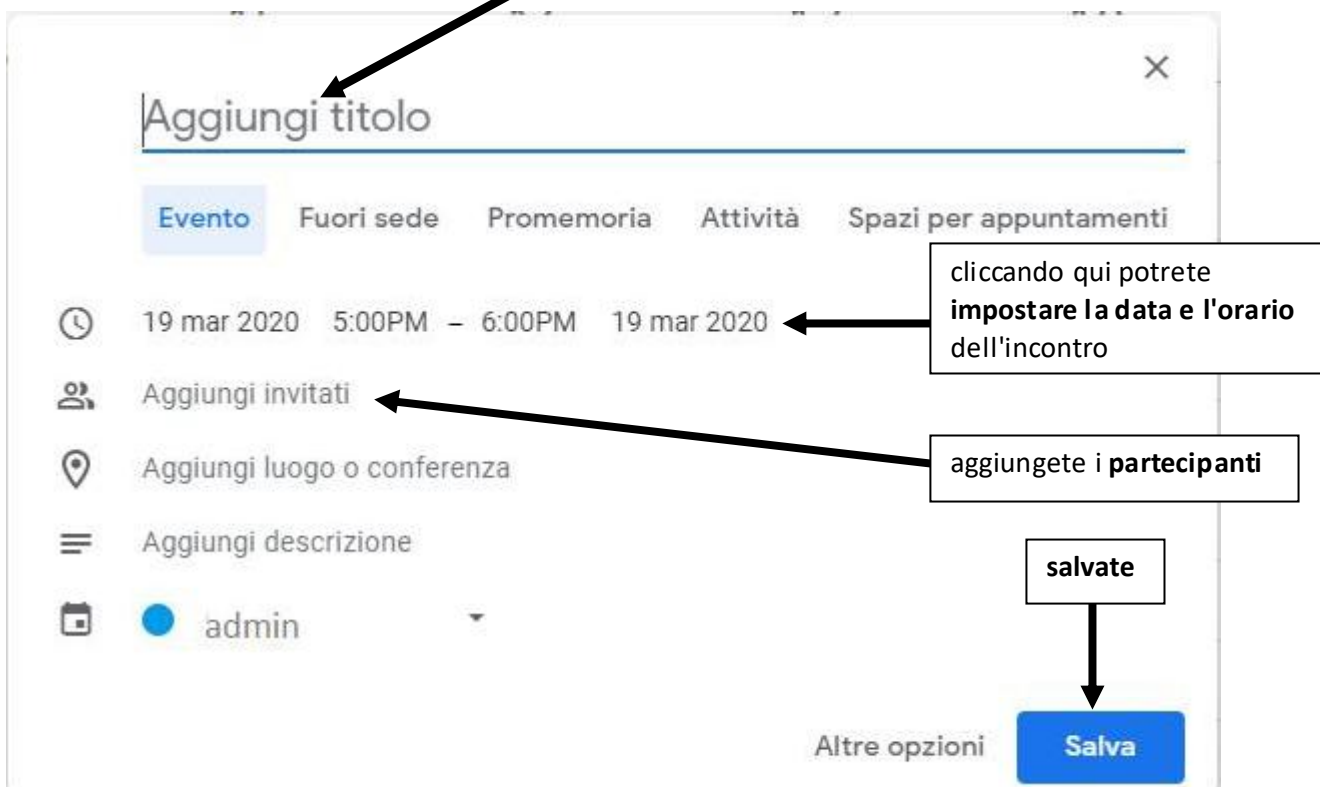 Aggiungi titolo
Evento Fuori sede Promemoria Attività Spazi per appuntamenti
cliccando qui potrete
impostare la data e l'orario
dell'incontro
19 mar 2020 5:00PM – 6:00PM 19 mar 2020
Aggiungi invitati
aggiungete i partecipanti
Aggiungi luogo o conferenza
Aggiungi descrizione
salvate
admin
Altre opzioni Salva